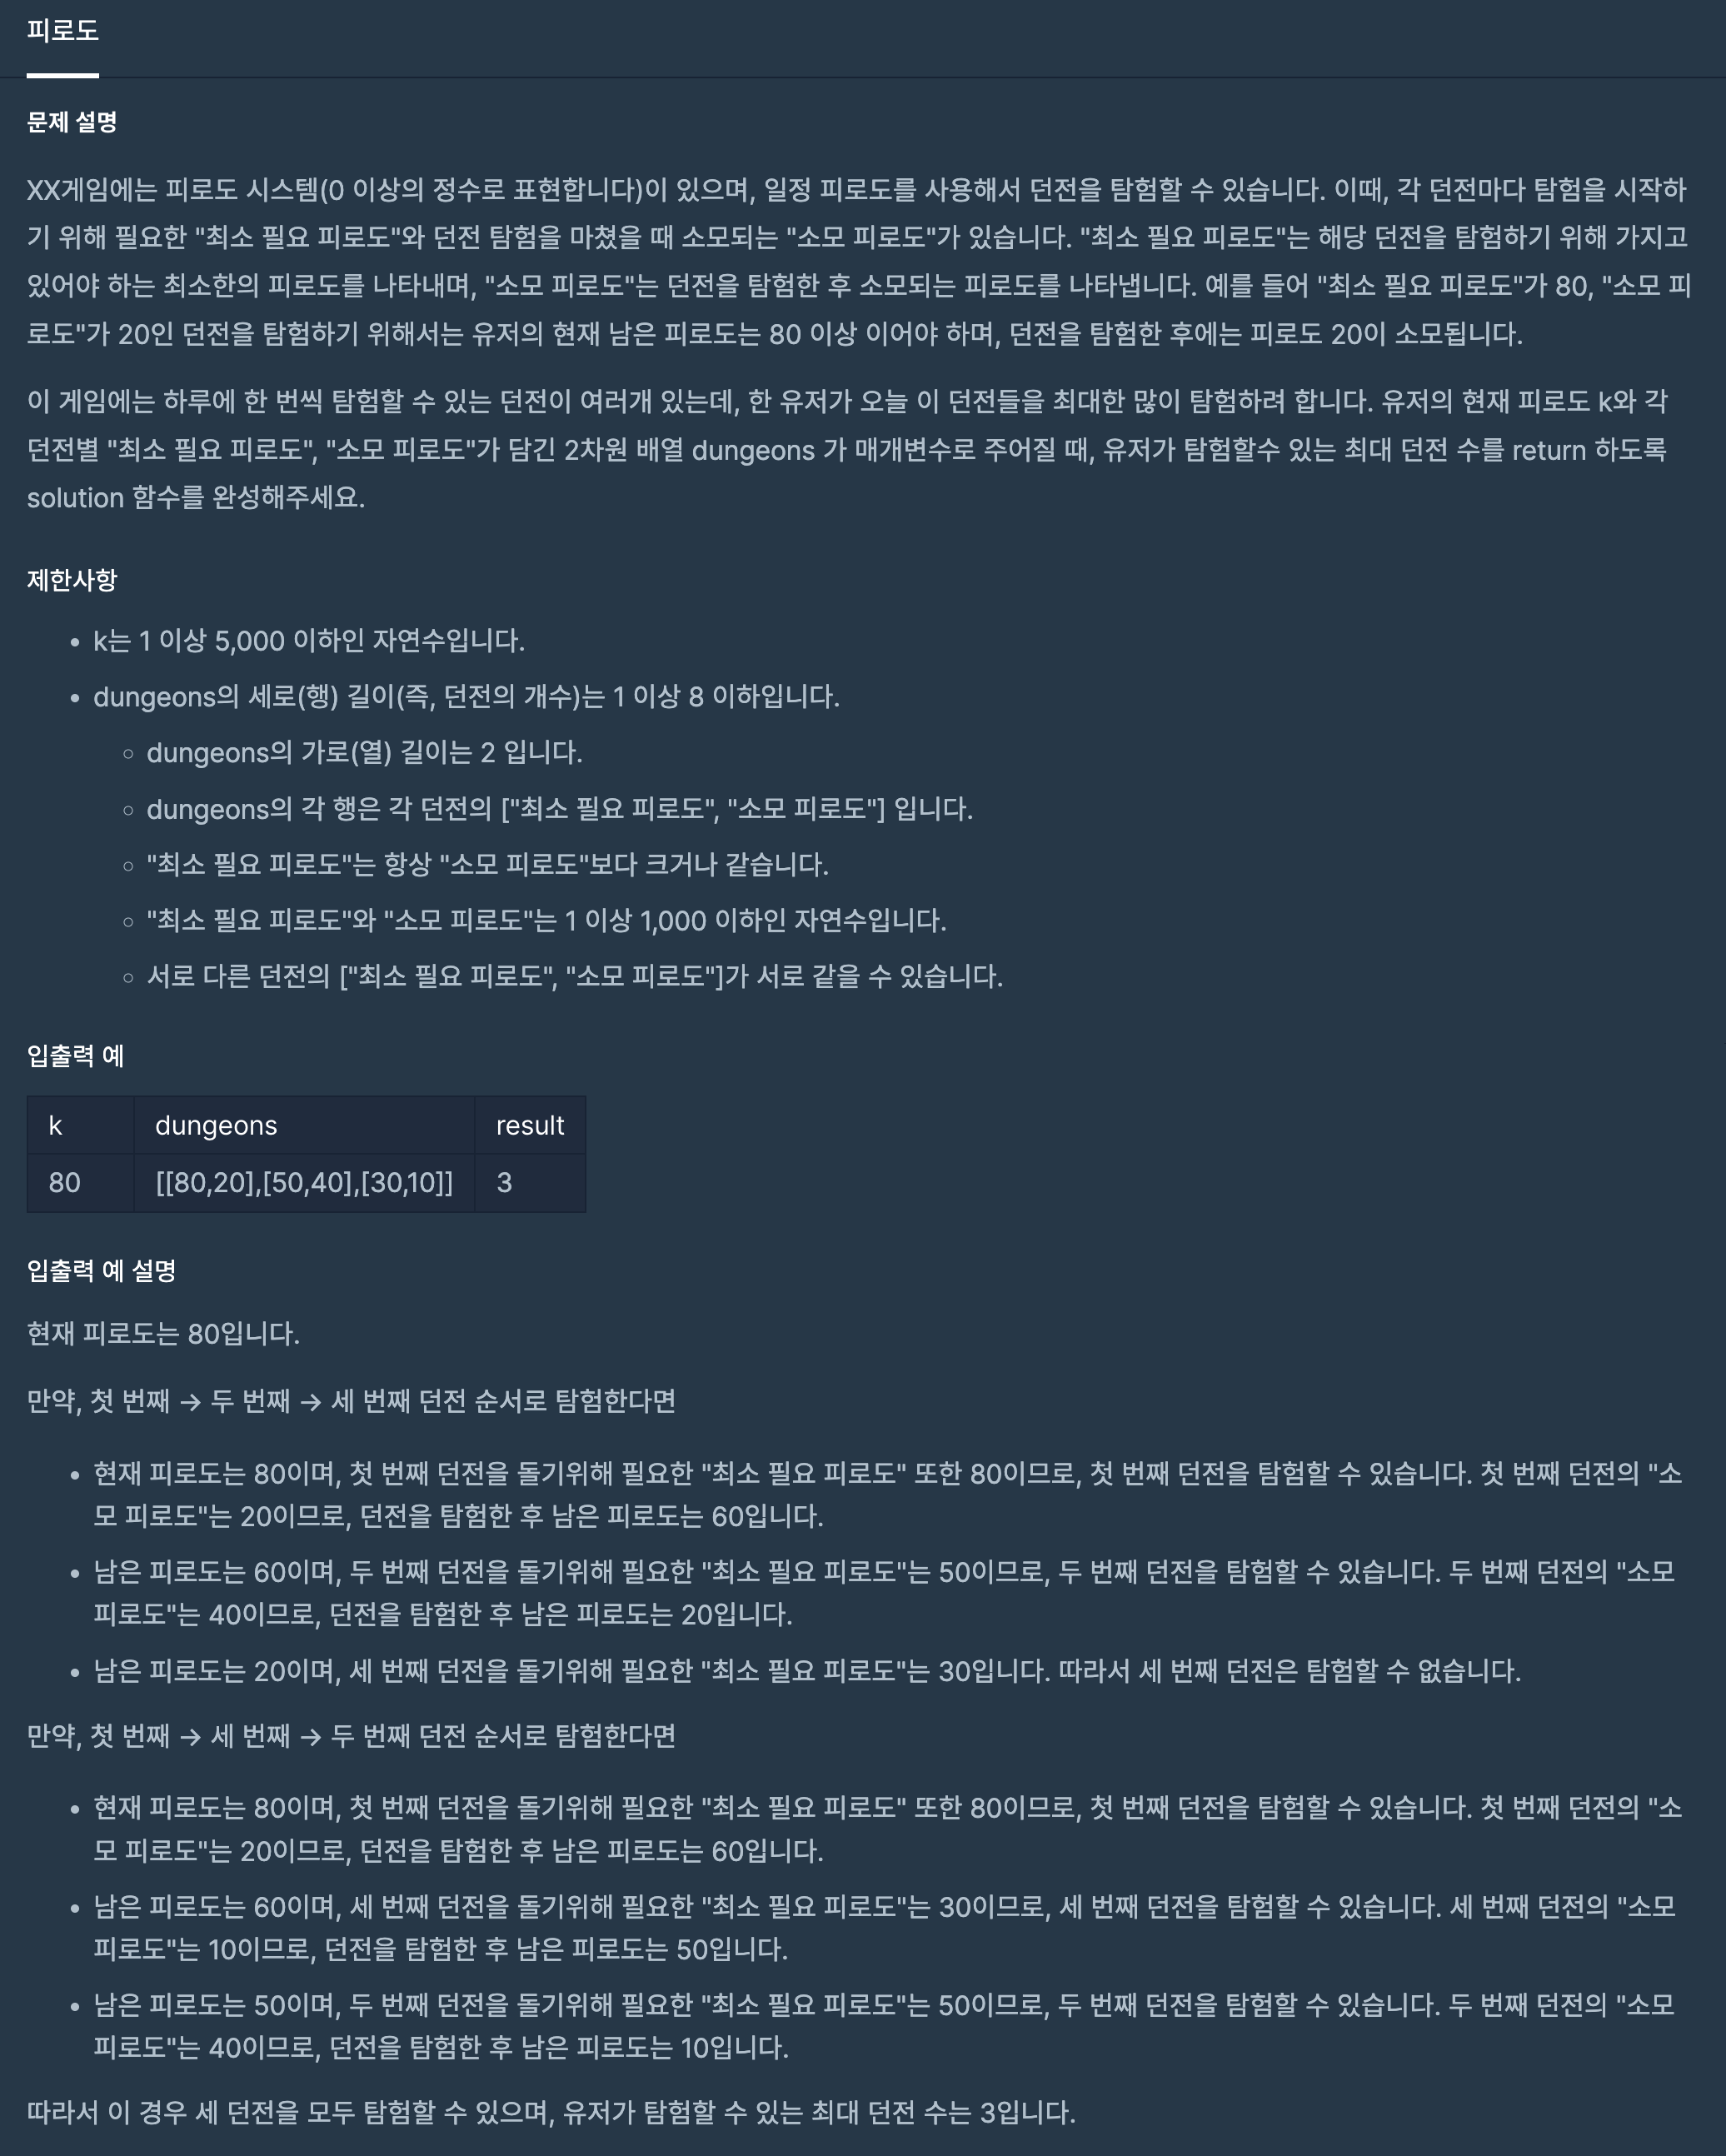 피로도
문제 설명
XX게임에는 피로도 시스템(0 이상의 정수로 표현합니다)이 있으며, 일정 피로도를 사용해서 던전을 탐험할 수 있습니다. 이때, 각 던전마다 탐험을 시작하
기 위해 필요한 "최소 필요 피로도"와 던전 탐험을 마쳤을 때 소모되는 "소모 피로도"가 있습니다. "최소 필요 피로도"는 해당 던전을 탐험하기 위해 가지고
있어야 하는 최소한의 피로도를 나타내며, "소모 피로도"는 던전을 탐험한 후 소모되는 피로도를 나타냅니다. 예를 들어 "최소 필요 피로도"가 80, "소모 피
로도"가 20인 던전을 탐험하기 위해서는 유저의 현재 남은 피로도는 80 이상 이어야 하며, 던전을 탐험한 후에는 피로도 20이 소모됩니다.
이 게임에는 하루에 한 번씩 탐험할 수 있는 던전이 여러개 있는데, 한 유저가 오늘 이 던전들을 최대한 많이 탐험하려 합니다. 유저의 현재 피로도 k와 각
던전별 "최소 필요 피로도", "소모 피로도"가 담긴 2차원 배열 dungeons 가 매개변수로 주어질 때, 유저가 탐험할수 있는 최대 던전 수를 return 하도록
solution 함수를 완성해주세요.
제한사항
• k는 1 이상 5,000 이하인 자연수입니다.
• dungeons의 세로(행) 길이(즉, 던전의 개수)는 1 이상 8 이하입니다.
◦ dungeons의 가로(열) 길이는 2 입니다.
◦ dungeons의 각 행은 각 던전의 ["최소 필요 피로도", "소모 피로도"] 입니다.
◦ "최소 필요 피로도"는 항상 "소모 피로도"보다 크거나 같습니다.
◦ "최소 필요 피로도"와 "소모 피로도"는 1 이상 1,000 이하인 자연수입니다.
◦ 서로 다른 던전의 ["최소 필요 피로도", "소모 피로도"]가 서로 같을 수 있습니다.
입출력 예
k dungeons result
80 [[80,20],[50,40],[30,10]] 3
입출력 예 설명
현재 피로도는 80입니다.
만약, 첫 번째 → 두 번째 → 세 번째 던전 순서로 탐험한다면
• 현재 피로도는 80이며, 첫 번째 던전을 돌기위해 필요한 "최소 필요 피로도" 또한 80이므로, 첫 번째 던전을 탐험할 수 있습니다. 첫 번째 던전의 "소
모 피로도"는 20이므로, 던전을 탐험한 후 남은 피로도는 60입니다.
• 남은 피로도는 60이며, 두 번째 던전을 돌기위해 필요한 "최소 필요 피로도"는 50이므로, 두 번째 던전을 탐험할 수 있습니다. 두 번째 던전의 "소모
피로도"는 40이므로, 던전을 탐험한 후 남은 피로도는 20입니다.
• 남은 피로도는 20이며, 세 번째 던전을 돌기위해 필요한 "최소 필요 피로도"는 30입니다. 따라서 세 번째 던전은 탐험할 수 없습니다.
만약, 첫 번째 → 세 번째 → 두 번째 던전 순서로 탐험한다면
• 현재 피로도는 80이며, 첫 번째 던전을 돌기위해 필요한 "최소 필요 피로도" 또한 80이므로, 첫 번째 던전을 탐험할 수 있습니다. 첫 번째 던전의 "소
모 피로도"는 20이므로, 던전을 탐험한 후 남은 피로도는 60입니다.
• 남은 피로도는 60이며, 세 번째 던전을 돌기위해 필요한 "최소 필요 피로도"는 30이므로, 세 번째 던전을 탐험할 수 있습니다. 세 번째 던전의 "소모
피로도"는 10이므로, 던전을 탐험한 후 남은 피로도는 50입니다.
• 남은 피로도는 50이며, 두 번째 던전을 돌기위해 필요한 "최소 필요 피로도"는 50이므로, 두 번째 던전을 탐험할 수 있습니다. 두 번째 던전의 "소모
피로도"는 40이므로, 던전을 탐험한 후 남은 피로도는 10입니다.
따라서 이 경우 세 던전을 모두 탐험할 수 있으며, 유저가 탐험할 수 있는 최대 던전 수는 3입니다.